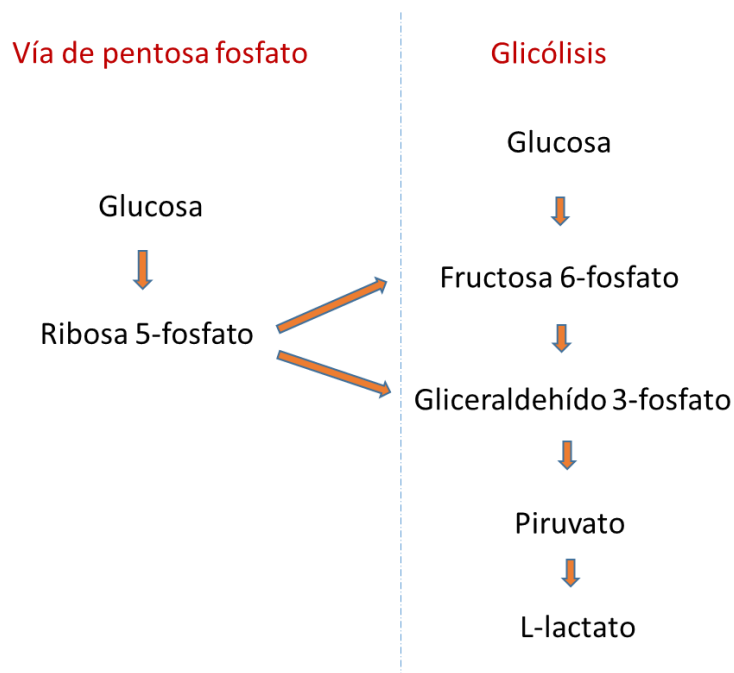 Vía de pentosa fosfato
Glucosa
Ribosa 5-fosfato
Glicólisis
Glucosa
Fructosa 6-fosfato
Gliceraldehído 3-fosfato
Piruvato
L-lactato